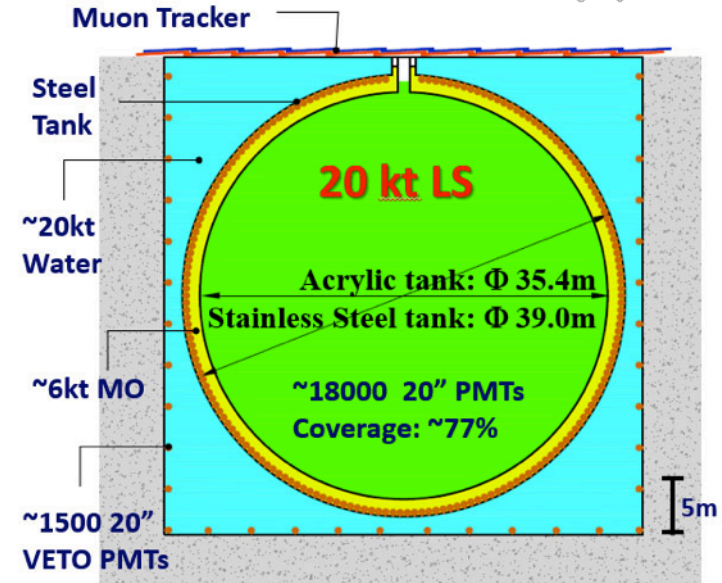 Muon Tracker
Steel
Tank
20 kt LS
~20kt
Water
Acrylic tank: Φ 35.4m
Stainless Steel tank: Φ 39.0m
~6kt MO
~18000 20” PMTs
Coverage: ~77%
5m
~1500 20”
VETO PMTs